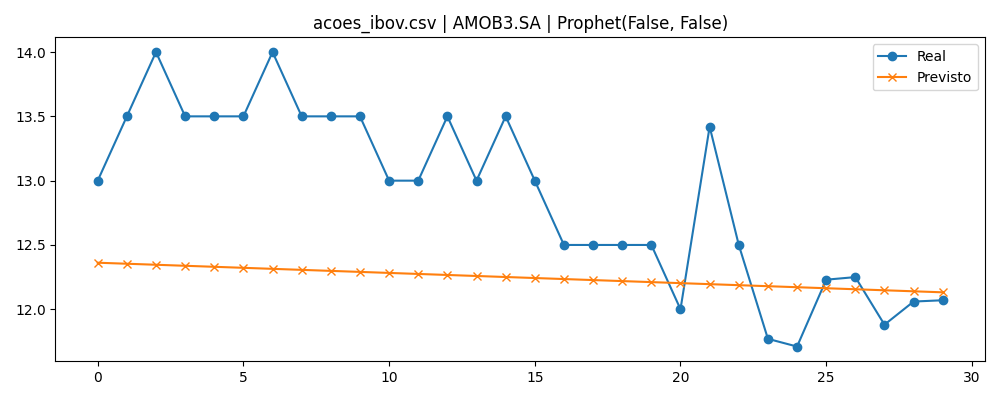 acoes_ibov.csv | AMOB3.SA | Prophet(False, False)
Real
Previsto
14.0
13.5
13.0
12.5
12.0
0 5 10 15 20 25 30